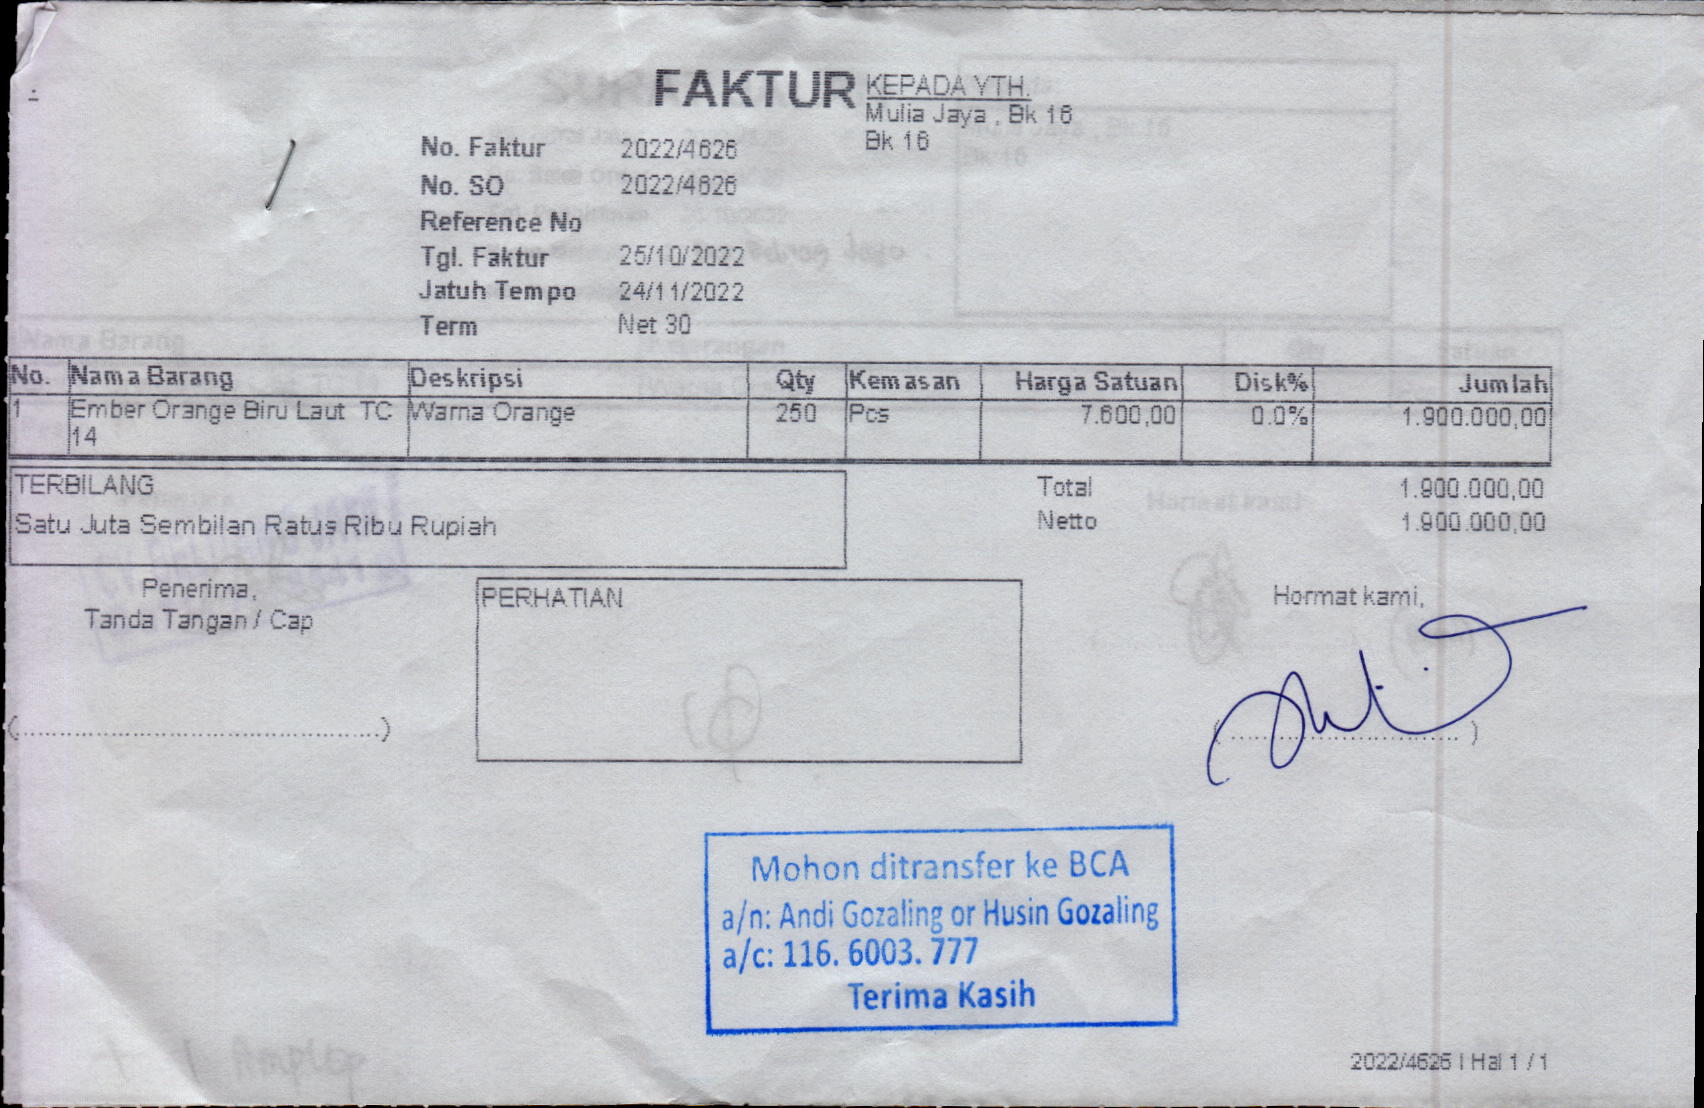 FAKTUR
KEPADA YTH.
Mulia Jaya , Bk 16
Bk 16
No. Faktur 2022/4626
No. SO 2022/4626
Reference No
Tgl. Faktur 25/10/2022
Jatuh Tempo 24/11/2022
Term Net 30
No. Nama Barang Deskripsi Qty Kemasan Harga Satuan Disk% Jumlah
1 Ember Orange Biru Laut TC Warna Orange 250 Pcs 7.600,00 0.0% 1.900.000,00
14
TERBILANG
Satu Juta Sembilan Ratus Ribu Rupiah
Total 1.900.000,00
Netto 1.900.000,00
Penerima,
Tanda Tangan / Cap
(..............................................)
PERHATIAN
Hormat kami,
(..............................)
Mohon ditransfer ke BCA
a/n: Andi Gozaling or Husin Gozaling
a/c: 116. 6003. 777
Terima Kasih
2022/4626 | Hal 1 / 1